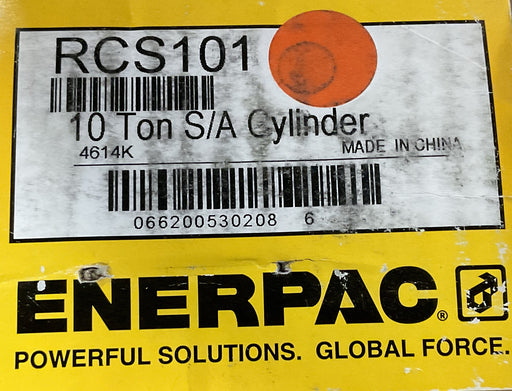 RCS101
10 Ton S/A Cylinder
4614K MADE IN CHINA
066200530208 6
ENERPAC®
POWERFUL SOLUTIONS. GLOBAL FORCE.